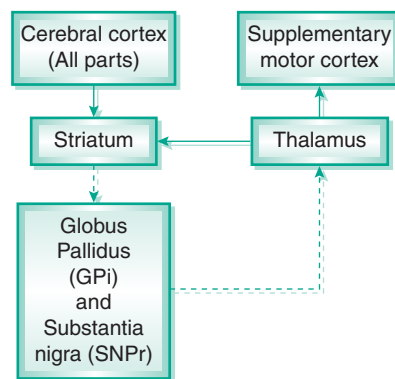 Cerebral cortex
(All parts)
Supplementary
motor cortex
Striatum
Thalamus
Globus
Pallidus
(GPi)
and
Substantia
nigra (SNPr)